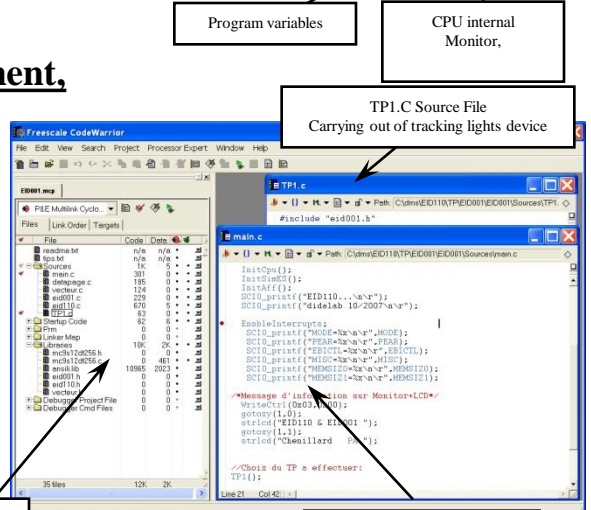 Program variables
CPU internal
Monitor,
TP1.C Source File
Carrying out of tracking lights device
Freescale CodeWarrior
File Edit View Search Project Processor Expert Window Help
EID001.mcp
P&E Multilink Cyclo...
Files Link Order Targets
File Code Data
readme.txt n/a n/a
tips.txt n/a n/a
Sources 1K 5
main.c 301 0
datapage.c 185 0
vecteur.c 124 0
eid001.c 229 0
eid110.c 670 5
TP1.c 63 0
Startup Code 62 6
Prm 0 0
Linker Map 0 0
Libraries 10K 2K
mc9s12dt256.h 0 0
mc9s12dt256.c 0 461
ansiik.lib 10965 2023
eid001.h 0 0
eid110.h 0 0
vecteur.h 0 0
Debugger Project File 0 0
Debugger Cmd Files 0 0
35 files 12K 2K
TP1.c
Path: C:\dms\EID110\TP\EID001\EID001\Sources\TP1.
#include "eid001.h"
main.c
Path: C:\dms\EID110\TP\EID001\EID001\Sources\main.c
InitCpu();
InitSimES();
InitAff();
SCI0_printf("EID110...\n\r");
SCI0_printf("didalab 10/2007\n\r");
EnableInterrupts;
SCI0_printf("MODE=%x\n\r",MODE);
SCI0_printf("PEAR=%x\n\r",PEAR);
SCI0_printf("EBICTL=%x\n\r",EBICTL);
SCI0_printf("MISC=%x\n\r",MISC);
SCI0_printf("MEMSIZ0=%x\n\r",MEMSIZ0);
SCI0_printf("MEMSIZ1=%x\n\r",MEMSIZ1);
/*Message d'information sur Monitor+LCD*/
WriteCtrl(0x03,0x00);
gotoxy(1,0);
strlcd("EID110 & EID001 ");
gotoxy(1,1);
strlcd("Chenillard PA ");
//Choix du TP a effectuer:
TP1();
Line 21 Col 42